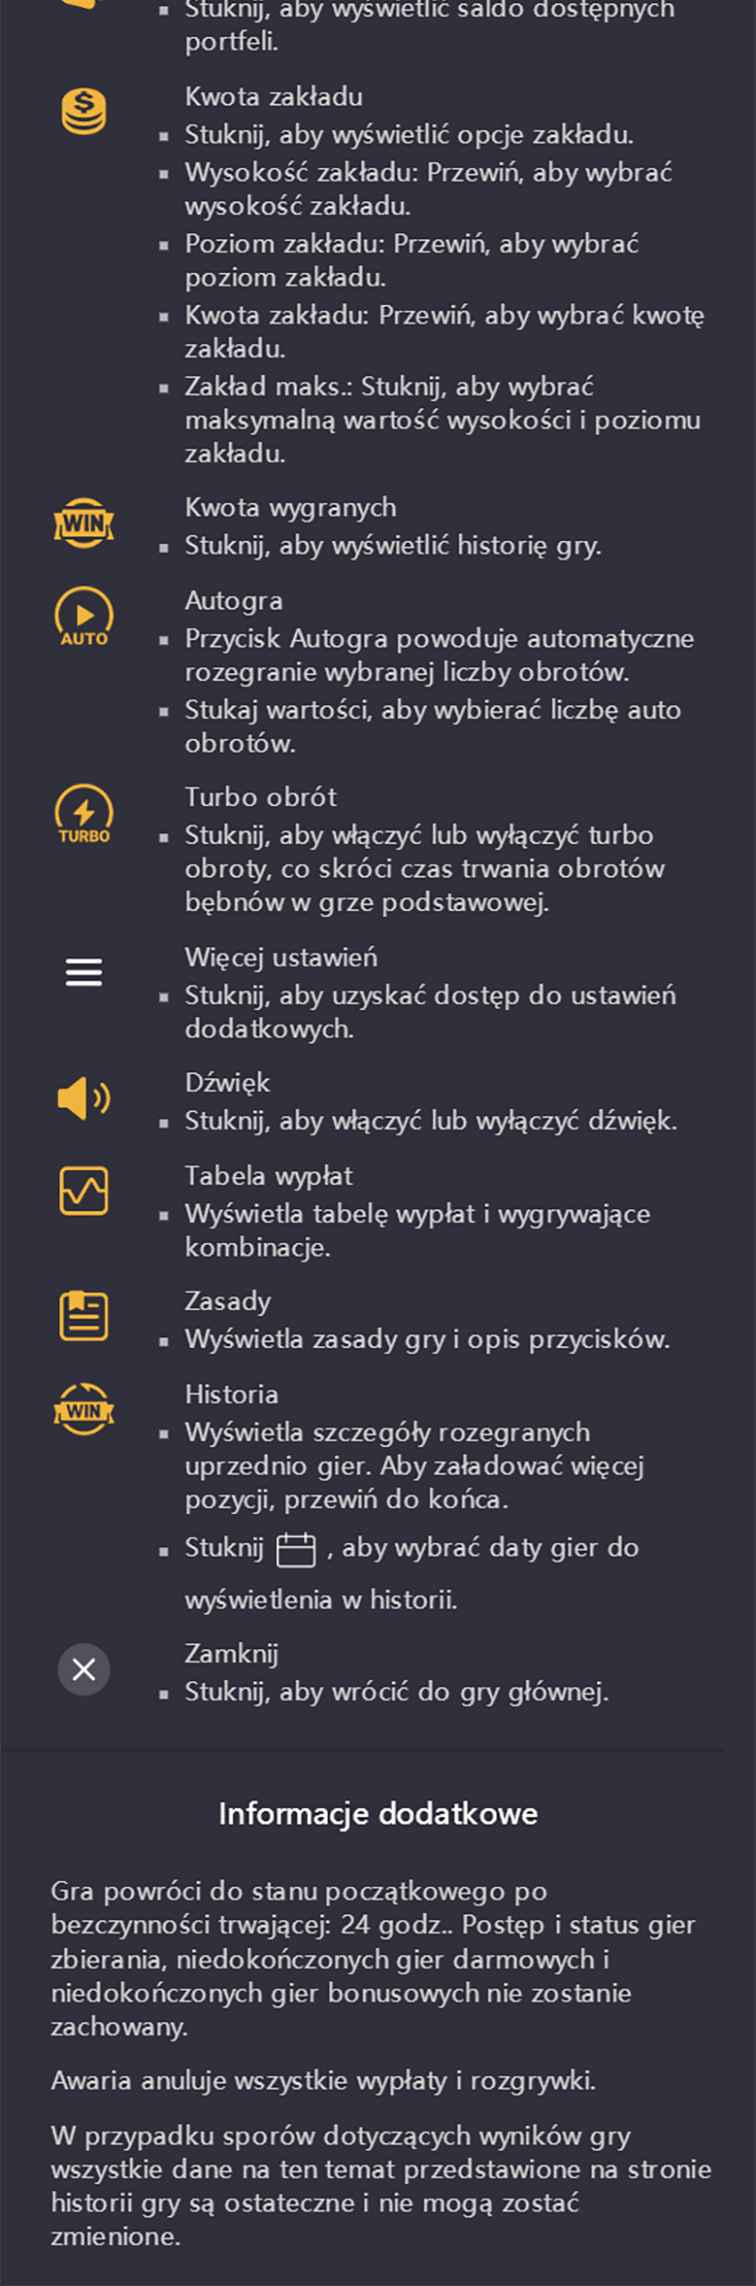 Stuknij, aby wyświetlić saldo dostępnych
portfeli.
Kwota zakładu
Stuknij, aby wyświetlić opcje zakładu.
Wysokość zakładu: Przewiń, aby wybrać
wysokość zakładu.
Poziom zakładu: Przewiń, aby wybrać
poziom zakładu.
Kwota zakładu: Przewiń, aby wybrać kwotę
zakładu.
Zakład maks.: Stuknij, aby wybrać
maksymalną wartość wysokości i poziomu
zakładu.
WIN
Kwota wygranych
Stuknij, aby wyświetlić historię gry.
AUTO
Autogra
Przycisk Autogra powoduje automatyczne
rozegranie wybranej liczby obrotów.
Stukaj wartości, aby wybierać liczbę auto
obrotów.
TURBO
Turbo obrót
Stuknij, aby włączyć lub wyłączyć turbo
obroty, co skróci czas trwania obrotów
bębnów w grze podstawowej.
Więcej ustawień
Stuknij, aby uzyskać dostęp do ustawień
dodatkowych.
Dźwięk
Stuknij, aby włączyć lub wyłączyć dźwięk.
Tabela wypłat
Wyświetla tabelę wypłat i wygrywające
kombinacje.
Zasady
Wyświetla zasady gry i opis przycisków.
WIN
Historia
Wyświetla szczegóły rozegranych
uprzednio gier. Aby załadować więcej
pozycji, przewiń do końca.
Stuknij , aby wybrać daty gier do
wyświetlenia w historii.
Zamknij
Stuknij, aby wrócić do gry głównej.
Informacje dodatkowe
Gra powróci do stanu początkowego po
bezczynności trwającej: 24 godz.. Postęp i status gier
zbierania, niedokończonych gier darmowych i
niedokończonych gier bonusowych nie zostanie
zachowany.
Awaria anuluje wszystkie wypłaty i rozgrywki.
W przypadku sporów dotyczących wyników gry
wszystkie dane na ten temat przedstawione na stronie
historii gry są ostateczne i nie mogą zostać
zmienione.